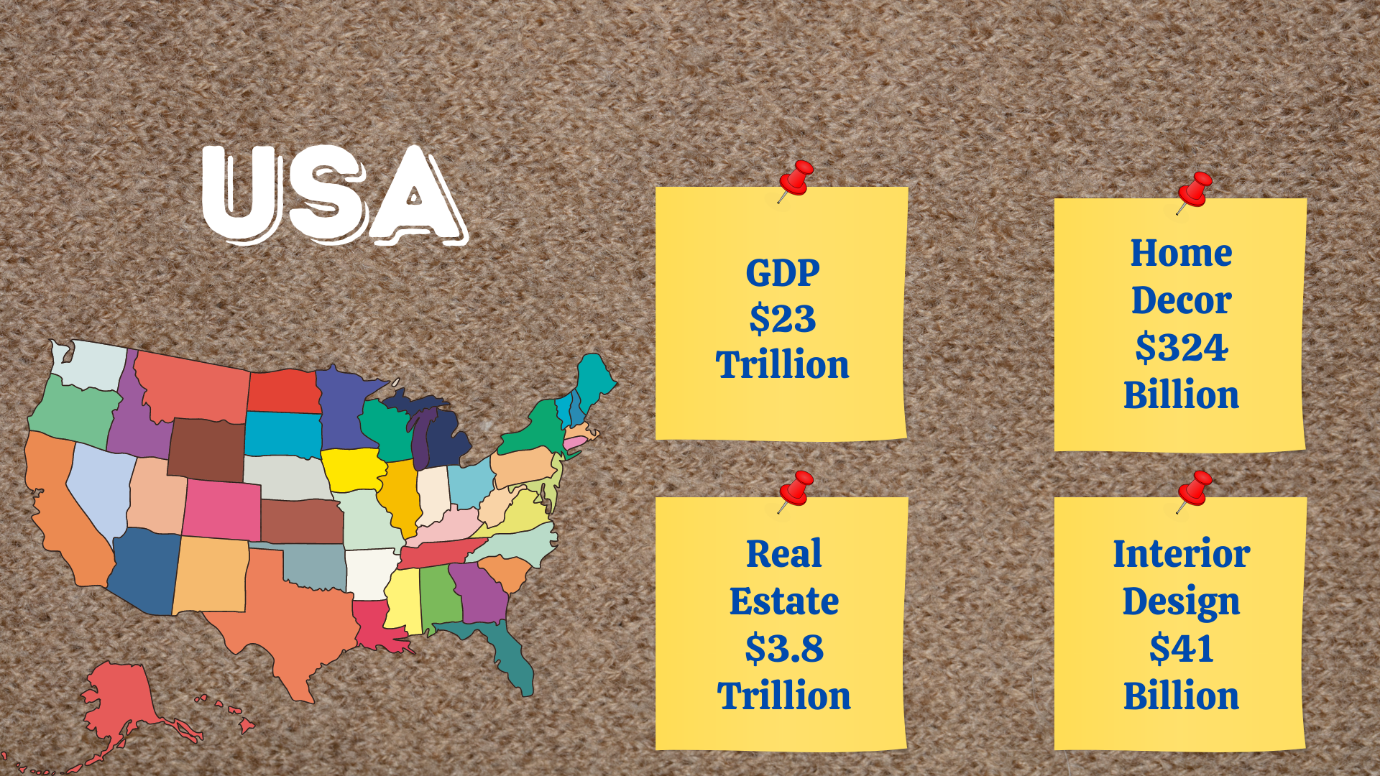 USA
GDP
$23
Trillion
Home
Decor
$324
Billion
Real
Estate
$3.8
Trillion
Interior
Design
$41
Billion